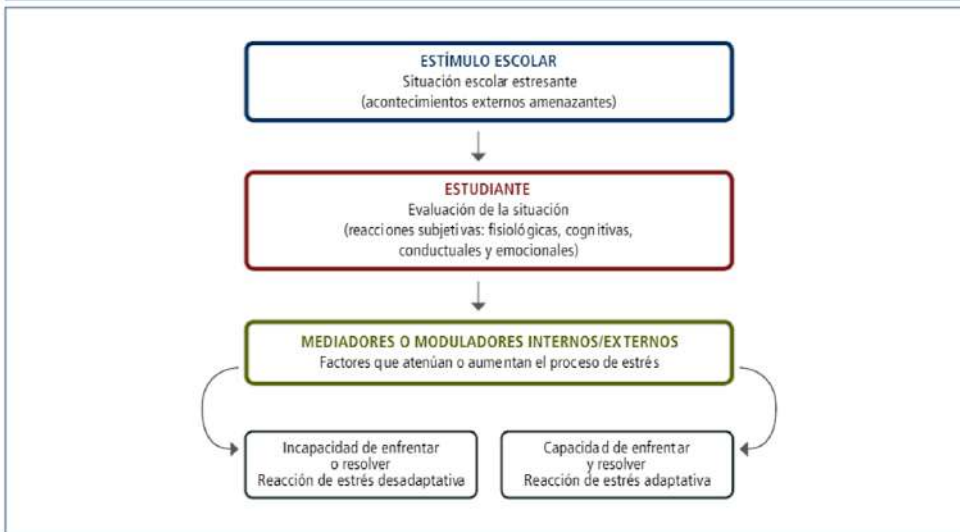 ESTÍMULO ESCOLAR
Situación escolar estresante
(acontecimientos externos amenazantes)
ESTUDIANTE
Evaluación de la situación
(reacciones subjetivas: fisiológicas, cognitivas,
conductuales y emocionales)
MEDIADORES O MODULADORES INTERNOS/EXTERNOS
Factores que atenúan o aumentan el proceso de estrés
Incapacidad de enfrentar
o resolver
Reacción de estrés desadaptativa
Capacidad de enfrentar
y resolver
Reacción de estrés adaptativa